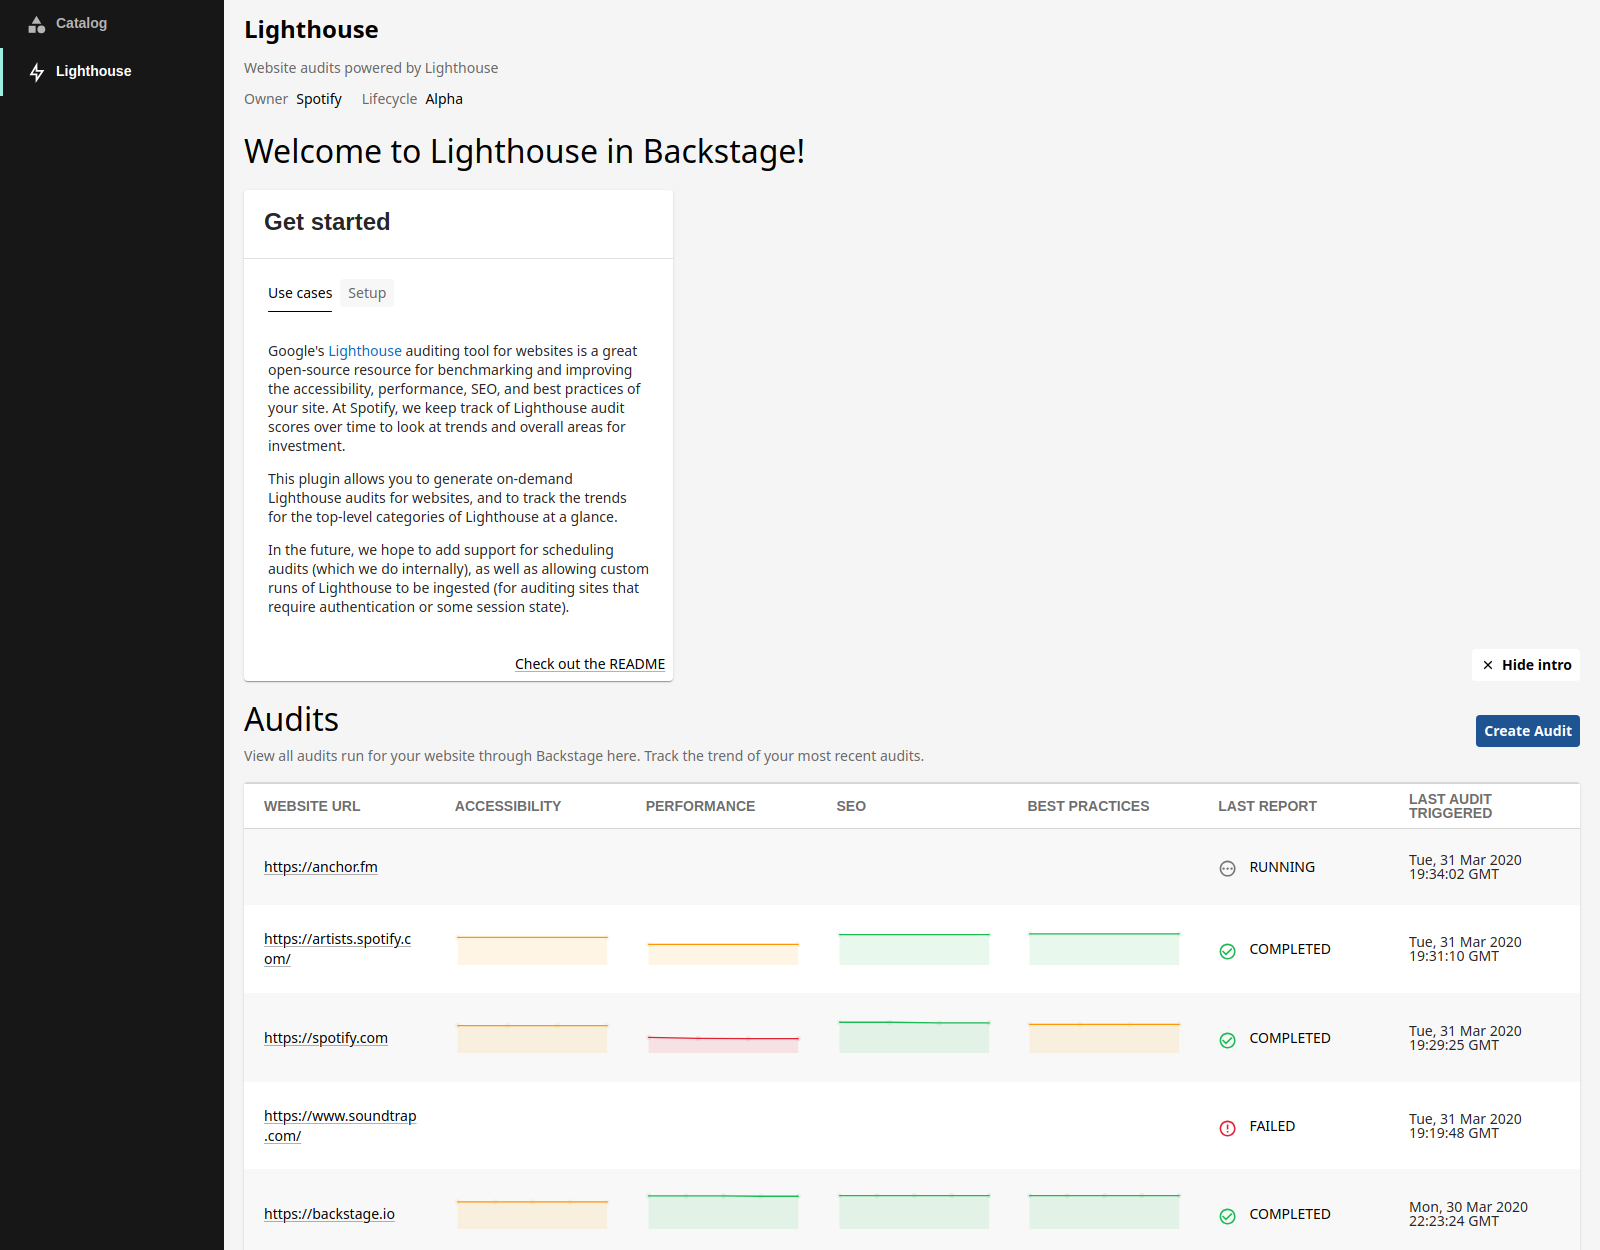 Catalog
Lighthouse
Lighthouse
Website audits powered by Lighthouse
Owner Spotify Lifecycle Alpha
Welcome to Lighthouse in Backstage!
Get started
Use cases Setup
Google's Lighthouse auditing tool for websites is a great
open-source resource for benchmarking and improving
the accessibility, performance, SEO, and best practices of
your site. At Spotify, we keep track of Lighthouse audit
scores over time to look at trends and overall areas for
investment.
This plugin allows you to generate on-demand
Lighthouse audits for websites, and to track the trends
for the top-level categories of Lighthouse at a glance.
In the future, we hope to add support for scheduling
audits (which we do internally), as well as allowing custom
runs of Lighthouse to be ingested (for auditing sites that
require authentication or some session state).
Check out the README
Hide intro
Audits
Create Audit
View all audits run for your website through Backstage here. Track the trend of your most recent audits.
WEBSITE URL ACCESSIBILITY PERFORMANCE SEO BEST PRACTICES LAST REPORT LAST AUDIT
TRIGGERED
https://anchor.fm RUNNING Tue, 31 Mar 2020
19:34:02 GMT
https://artists.spotify.c
om/
COMPLETED
Tue, 31 Mar 2020
19:31:10 GMT
https://spotify.com COMPLETED Tue, 31 Mar 2020
19:29:25 GMT
https://www.soundtrap
.com/
FAILED
Tue, 31 Mar 2020
19:19:48 GMT
https://backstage.io COMPLETED Mon, 30 Mar 2020
22:23:24 GMT